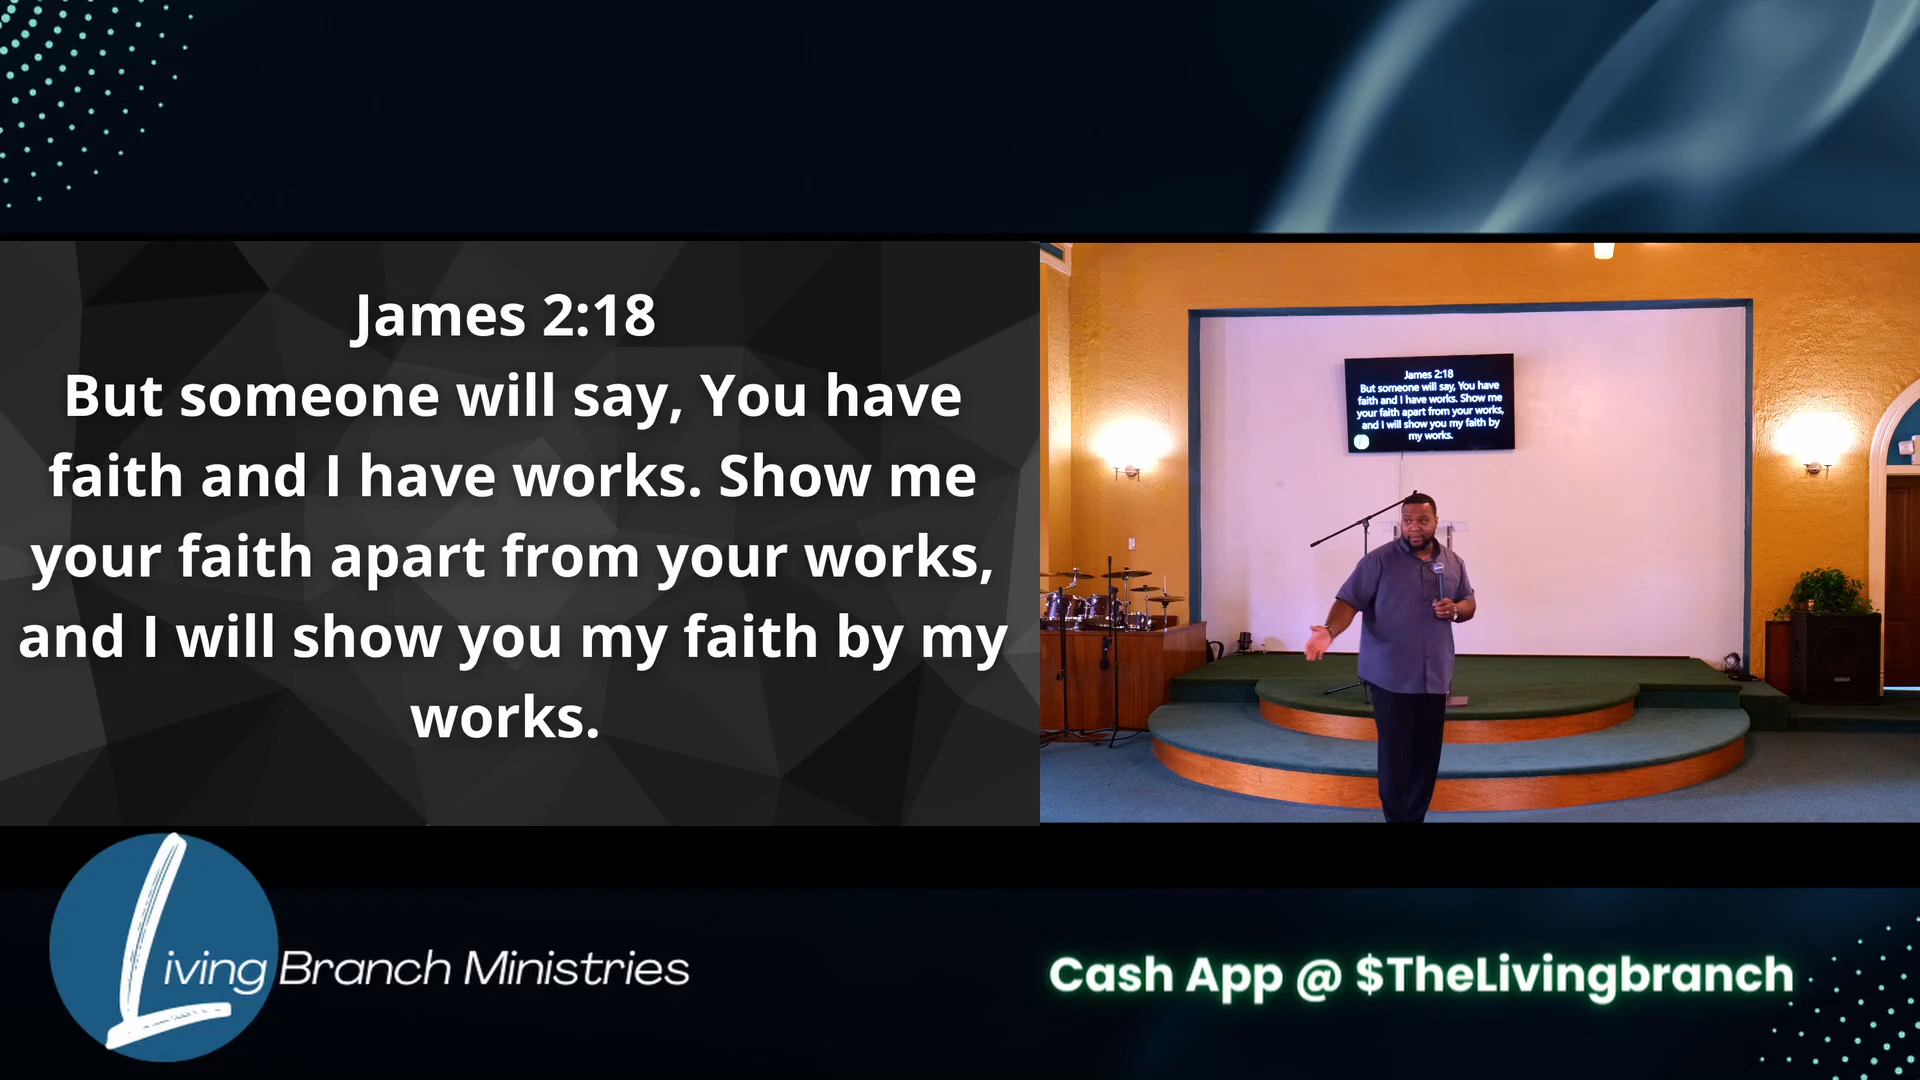 James 2:18
But someone will say, You have
faith and I have works. Show me
your faith apart from your works,
and I will show you my faith by my
works.
James 2:18
But someone will say, You have
faith and I have works. Show me
your faith apart from your works,
and I will show you my faith by
my works.
YAMAHA
Living Branch Ministries
Cash App @ $TheLivingbranch